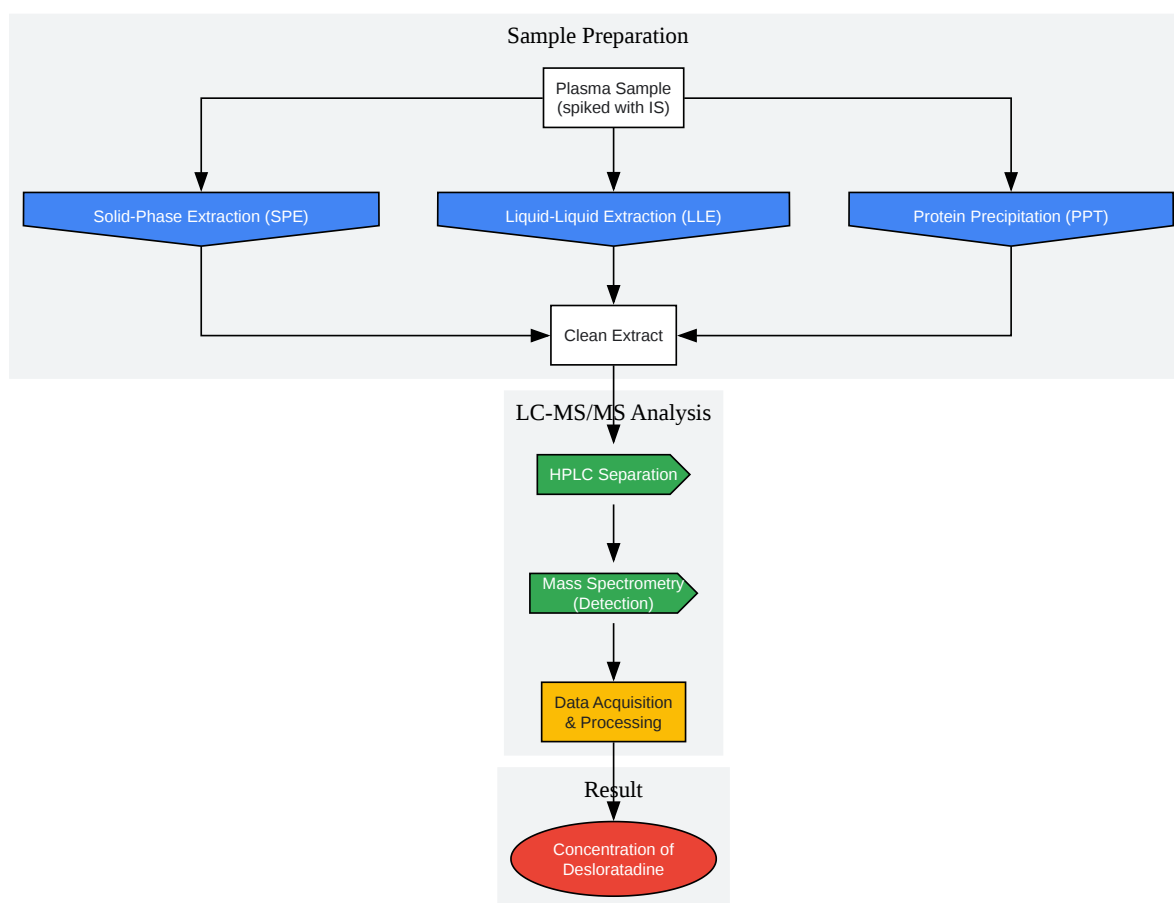 Sample Preparation
Plasma Sample
(spiked with IS)
Solid-Phase Extraction (SPE)
Liquid-Liquid Extraction (LLE)
Protein Precipitation (PPT)
Clean Extract
LC-MS/MS Analysis
HPLC Separation
Mass Spectrometry
(Detection)
Data Acquisition
& Processing
Result
Concentration of
Desloratadine